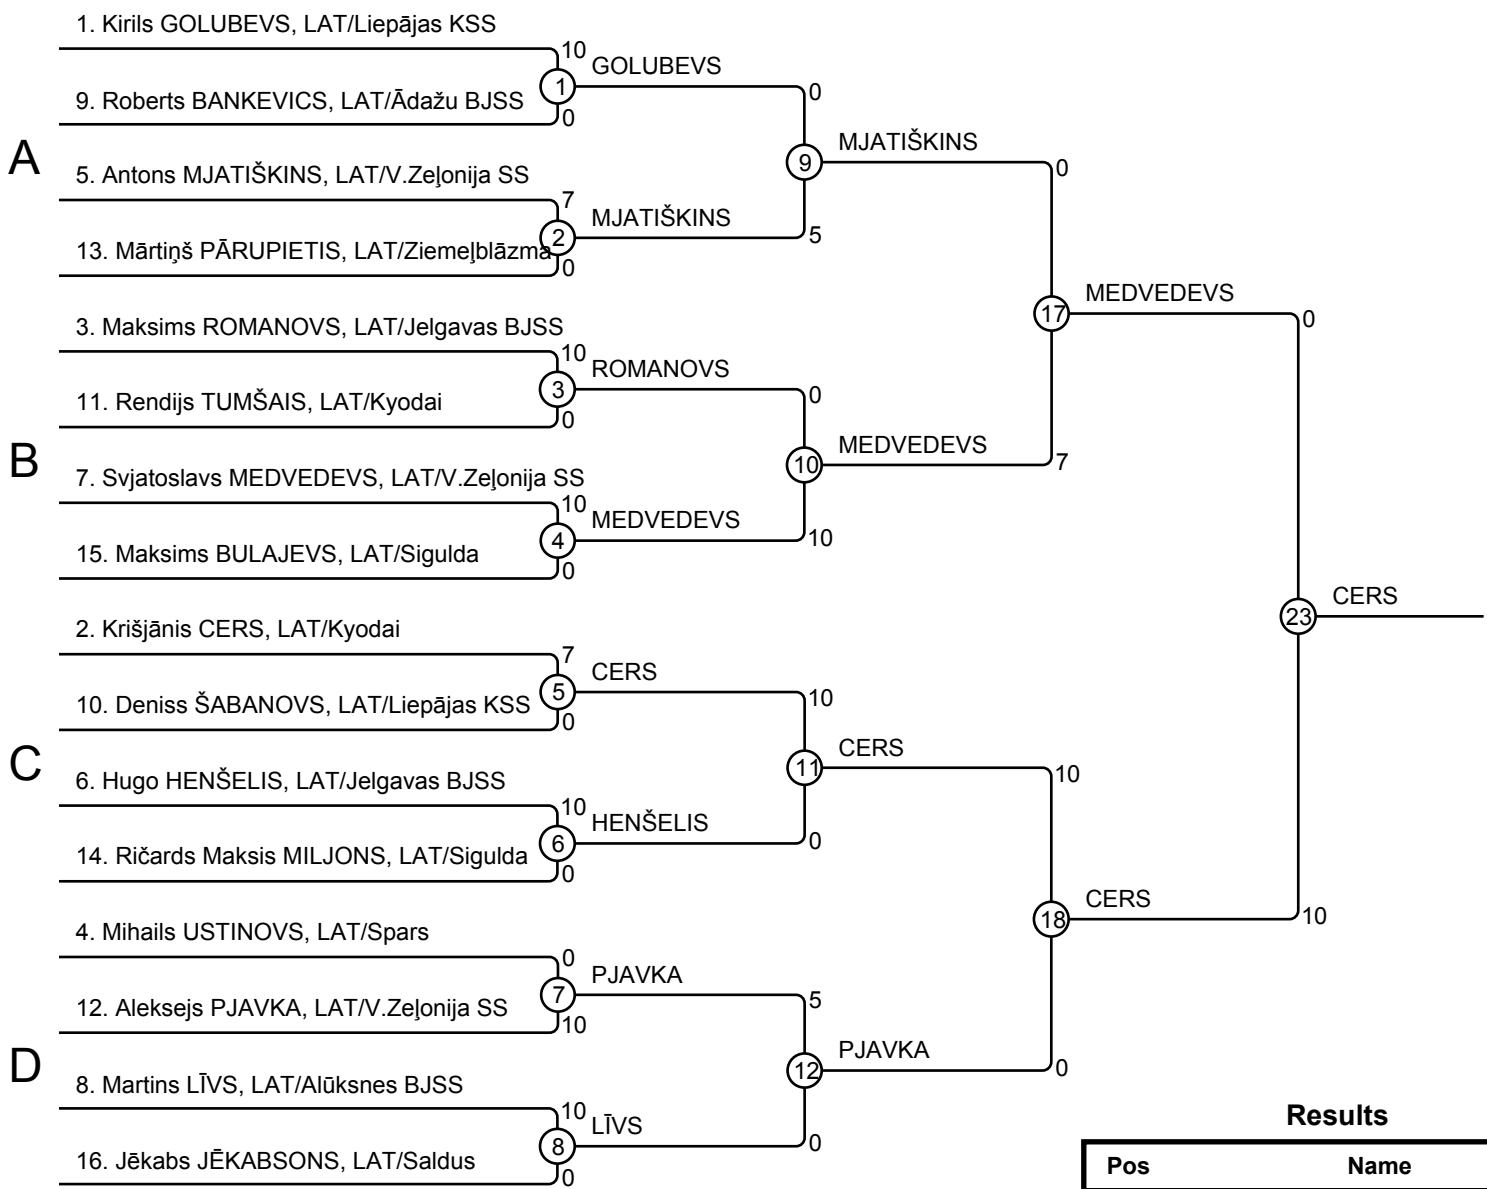 1. Kirils GOLUBEVS, LAT/Liepājas KSS
10
GOLUBEVS
1
0
9. Roberts BANKEVICS, LAT/Ādažu BJSS
0
A
MJATIŠKINS
9
0
5. Antons MJATIŠKINS, LAT/V.Zeļonija SS
7
MJATIŠKINS
2
5
13. Mārtiņš PĀRUPIETIS, LAT/Ziemeļblāzma
0
MEDVEDEVS
17
0
3. Maksims ROMANOVS, LAT/Jelgavas BJSS
10
ROMANOVS
3
0
11. Rendijs TUMŠAIS, LAT/Kyodai
0
B
MEDVEDEVS
10
7
7. Svjatoslavs MEDVEDEVS, LAT/V.Zeļonija SS
10
MEDVEDEVS
4
10
15. Maksims BULAJEVS, LAT/Sigulda
0
CERS
23
2. Krišjānis CERS, LAT/Kyodai
7
CERS
5
10
10. Deniss ŠABANOVS, LAT/Liepājas KSS
0
C
CERS
11
10
6. Hugo HENŠELIS, LAT/Jelgavas BJSS
10
HENŠELIS
6
0
14. Ričards Maksis MILJONS, LAT/Sigulda
0
CERS
18
10
4. Mihails USTINOVS, LAT/Spars
0
PJAVKA
7
5
12. Aleksejs PJAVKA, LAT/V.Zeļonija SS
10
D
PJAVKA
12
0
8. Martins LĪVS, LAT/Alūksnes BJSS
10
LĪVS
8
0
16. Jēkabs JĒKABSONS, LAT/Saldus
0
Results
Pos Name